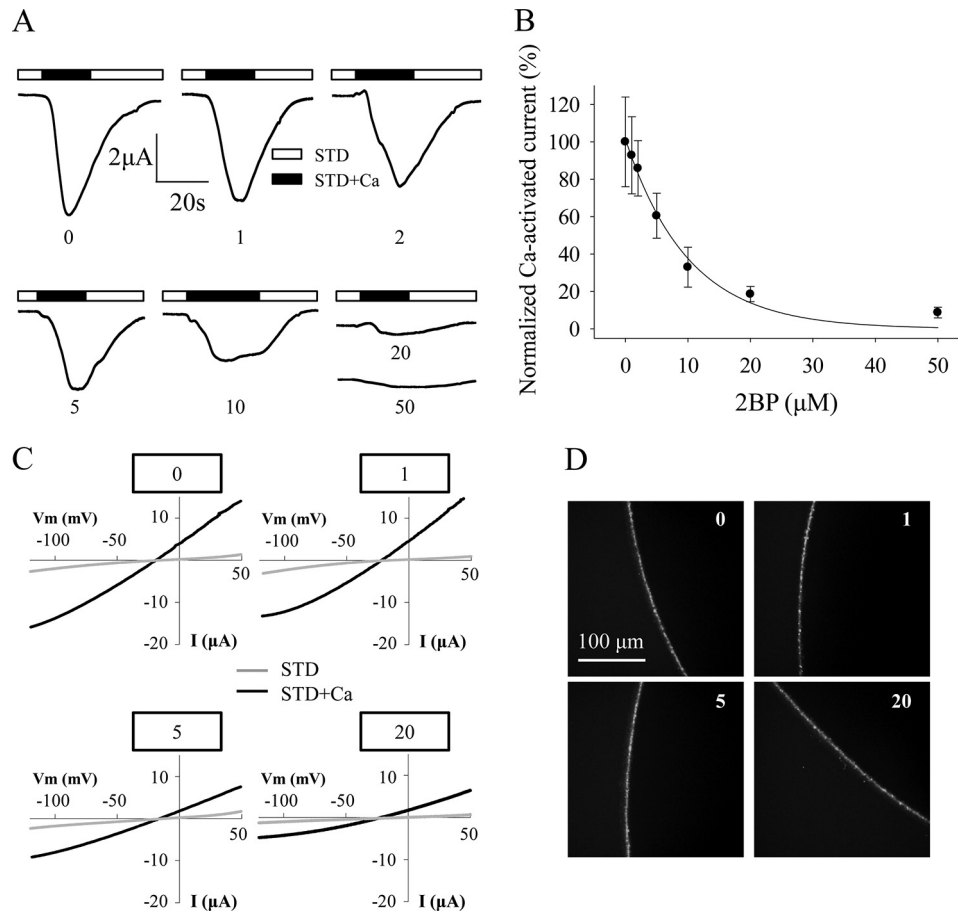 A
STD
STD+Ca
2μA
20s
0
1
2
5
10
20
50
B
Normalized Ca-activated current (%)
120
100
80
60
40
20
0
0 10 20 30 40 50
2BP (μM)
C
0
Vm (mV)
10
-100 -50
50
-10
-20
I (μA)
1
Vm (mV)
10
-100 -50
50
-10
-20
I (μA)
STD
STD+Ca
5
Vm (mV)
10
-100 -50
50
-10
-20
I (μA)
20
Vm (mV)
10
-100 -50
50
-10
-20
I (μA)
D
0
100 μm
1
5
20